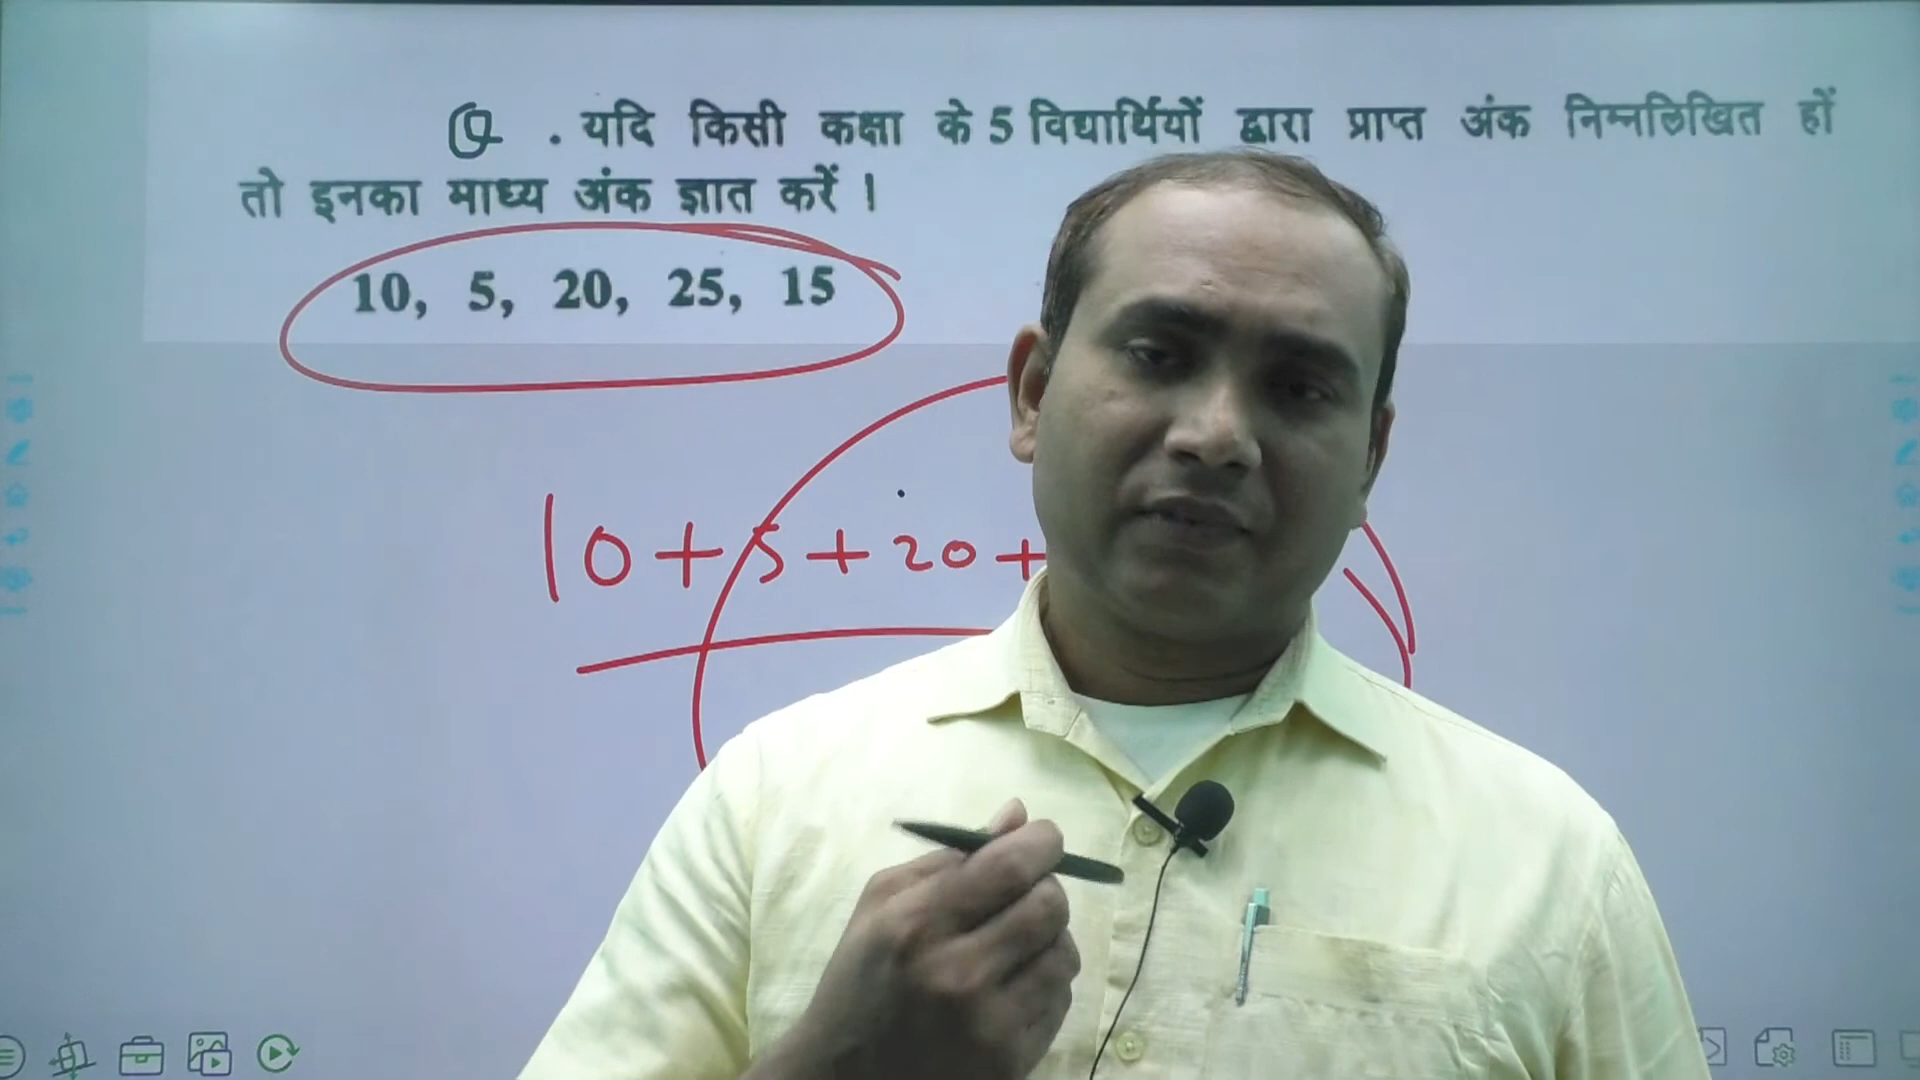 Q . यदि किसी कक्षा के 5 विद्यार्थियों द्वारा प्राप्त अंक निम्नलिखित हों
तो इनका माध्य अंक ज्ञात करें ।
10, 5, 20, 25, 15
10+5+20+